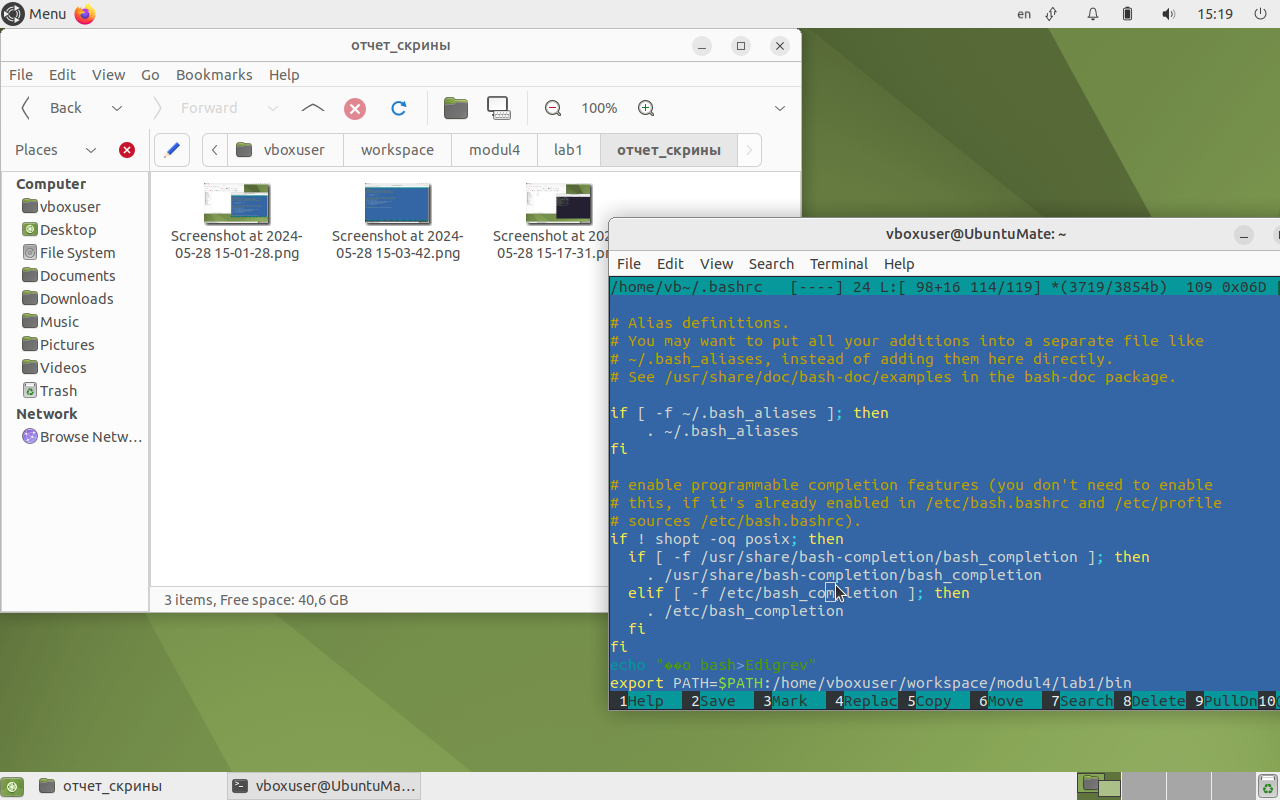 Menu
en
15:19
отчет_скрины
File Edit View Go Bookmarks Help
Back
Forward
100%
Places
vboxuser
workspace
modul4
lab1
отчет_скрины
Computer
vboxuser
Desktop
File System
Documents
Downloads
Music
Pictures
Videos
Trash
Network
Browse Netw…
Screenshot at 2024-
05-28 15-01-28.png
Screenshot at 2024-
05-28 15-03-42.png
Screenshot at 202
05-28 15-17-31.pr
3 items, Free space: 40,6 GB
vboxuser@UbuntuMate: ~
File Edit View Search Terminal Help
/home/vb~/.bashrc [----] 24 L:[ 98+16 114/119] *(3719/3854b) 109 0x06D [
# Alias definitions.
# You may want to put all your additions into a separate file like
# ~/.bash_aliases, instead of adding them here directly.
# See /usr/share/doc/bash-doc/examples in the bash-doc package.
if [ -f ~/.bash_aliases ]; then
    . ~/.bash_aliases
fi
# enable programmable completion features (you don't need to enable
# this, if it's already enabled in /etc/bash.bashrc and /etc/profile
# sources /etc/bash.bashrc).
if ! shopt -oq posix; then
  if [ -f /usr/share/bash-completion/bash_completion ]; then
    . /usr/share/bash-completion/bash_completion
  elif [ -f /etc/bash_completion ]; then
    . /etc/bash_completion
  fi
fi
echo "��o bash>Edigrev"
export PATH=$PATH:/home/vboxuser/workspace/modul4/lab1/bin
1Help 2Save 3Mark 4Replac 5Copy 6Move 7Search 8Delete 9PullDn 10
отчет_скрины
vboxuser@UbuntuMa…